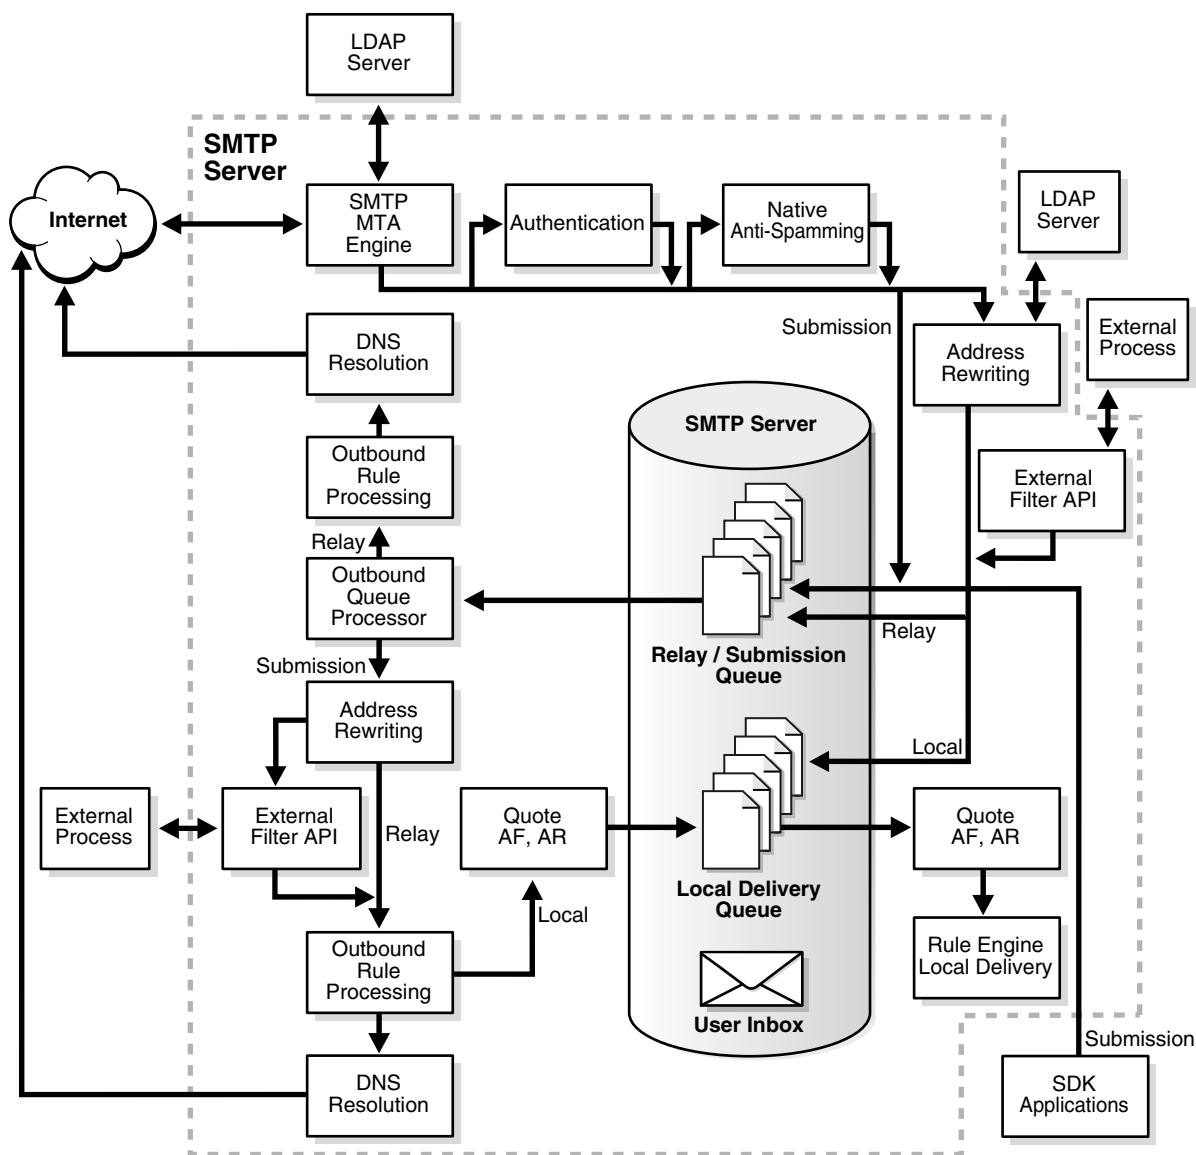 LDAP
Server
SMTP
Server
Internet
SMTP
MTA
Engine
Authentication
Native
Anti-Spamming
LDAP
Server
Submission
DNS
Resolution
Address
Rewriting
External
Process
SMTP Server
Outbound
Rule
Processing
External
Filter API
Relay
Outbound
Queue
Processor
Relay
Relay / Submission
Queue
Submission
Address
Rewriting
Local
External
Process
External
Filter API
Relay
Quote
AF, AR
Quote
AF, AR
Local Delivery
Queue
Local
Outbound
Rule
Processing
Rule Engine
Local Delivery
User Inbox
Submission
DNS
Resolution
SDK
Applications